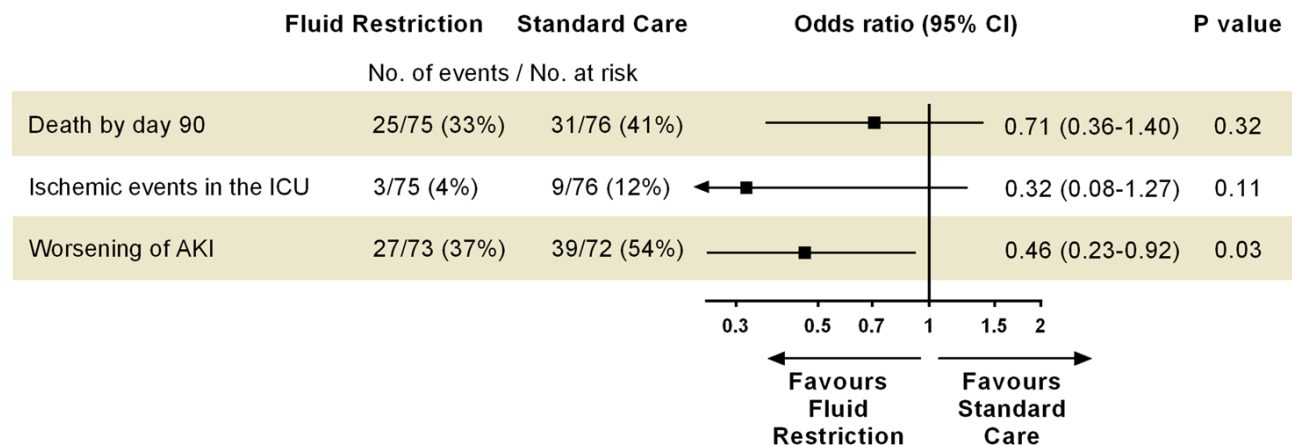 Fluid Restriction Standard Care Odds ratio (95% CI) P value
No. of events / No. at risk
Death by day 90 25/75 (33%) 31/76 (41%) 0.71 (0.36-1.40) 0.32
Ischemic events in the ICU 3/75 (4%) 9/76 (12%) 0.32 (0.08-1.27) 0.11
Worsening of AKI 27/73 (37%) 39/72 (54%) 0.46 (0.23-0.92) 0.03
0.3 0.5 0.7 1 1.5 2
Favours
Fluid
Restriction
Favours
Standard
Care